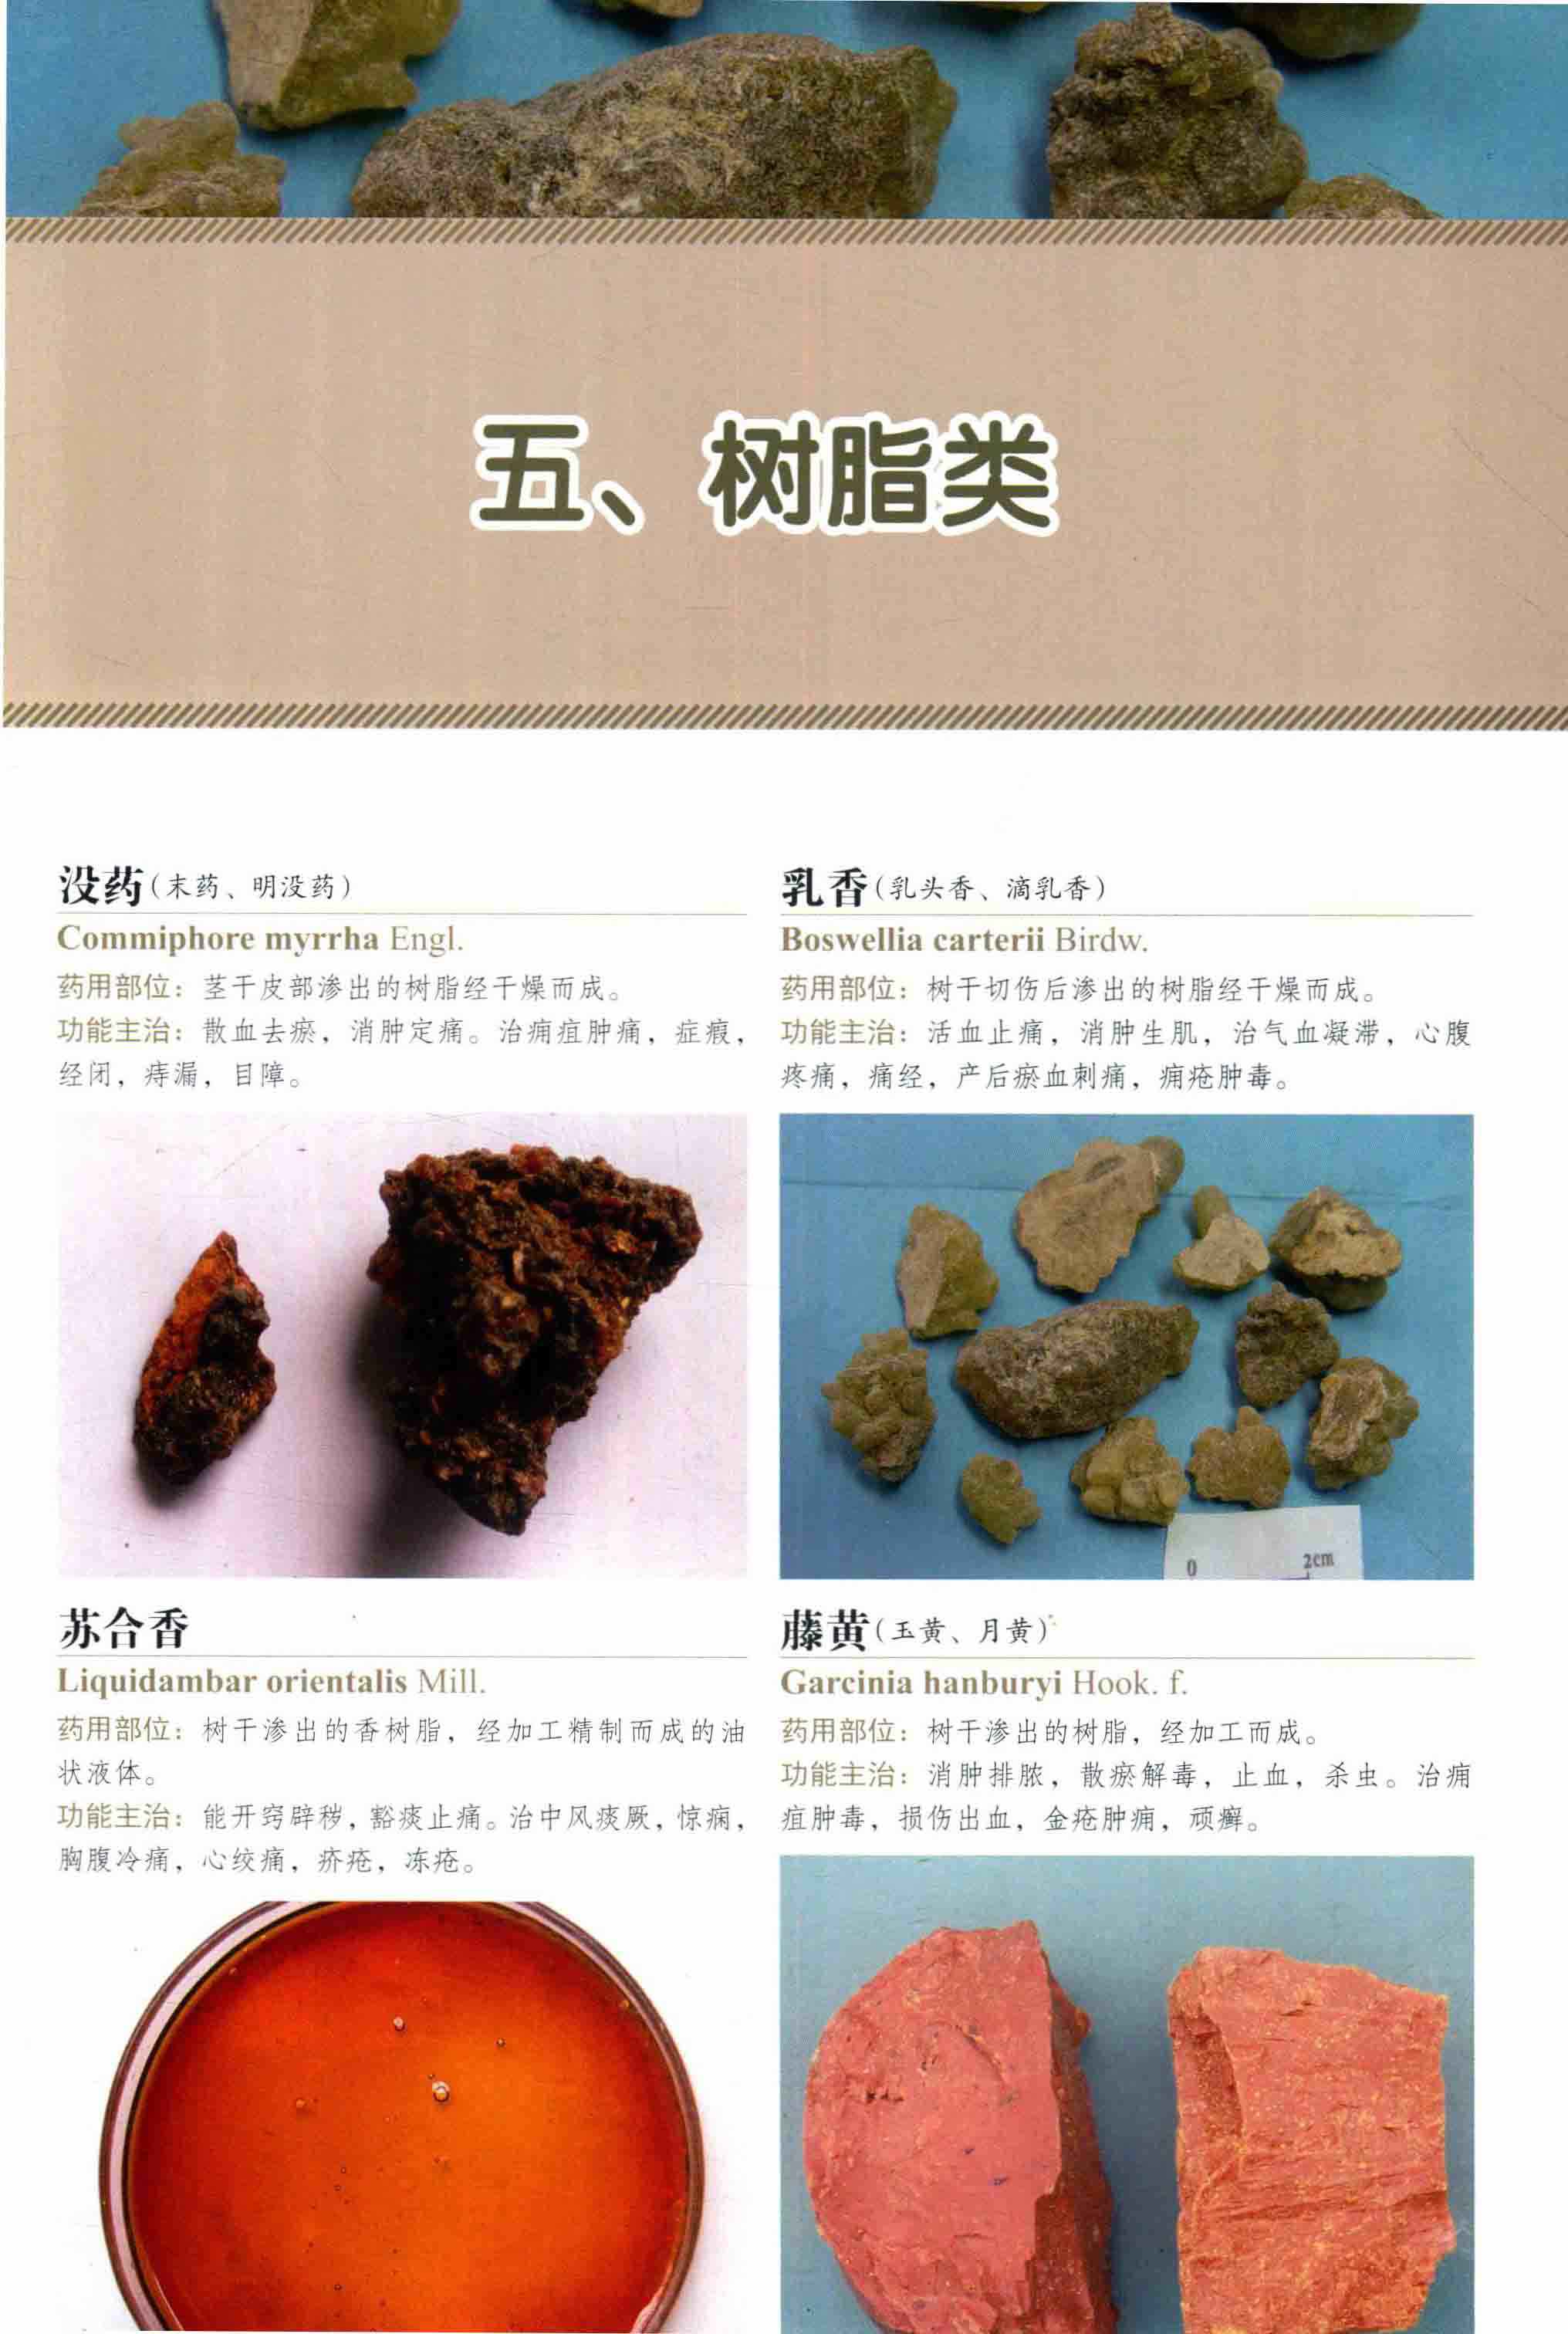 五、树脂类
没药(末药、明没药)
Commiphore myrrha Engl.
药用部位：茎干皮部渗出的树脂经干燥而成。
功能主治：散血去瘀，消肿定痛。治痈疽肿痛，症瘕，
经闭，痔漏，目障。
乳香(乳头香、滴乳香)
Boswellia carterii Birdw.
药用部位：树干切伤后渗出的树脂经干燥而成。
功能主治：活血止痛，消肿生肌，治气血凝滞，心腹
疼痛，痛经，产后瘀血刺痛，痈疮肿毒。
0 2cm
苏合香
Liquidambar orientalis Mill.
药用部位：树干渗出的香树脂，经加工精制而成的油
状液体。
功能主治：能开窍辟秽，豁痰止痛。治中风痰厥，惊痫，
胸腹冷痛，心绞痛，疥疮，冻疮。
藤黄(玉黄、月黄)
Garcinia hanburyi Hook. f.
药用部位：树干渗出的树脂，经加工而成。
功能主治：消肿排脓，散瘀解毒，止血，杀虫。治痈
疽肿毒，损伤出血，金疮肿痈，顽癣。